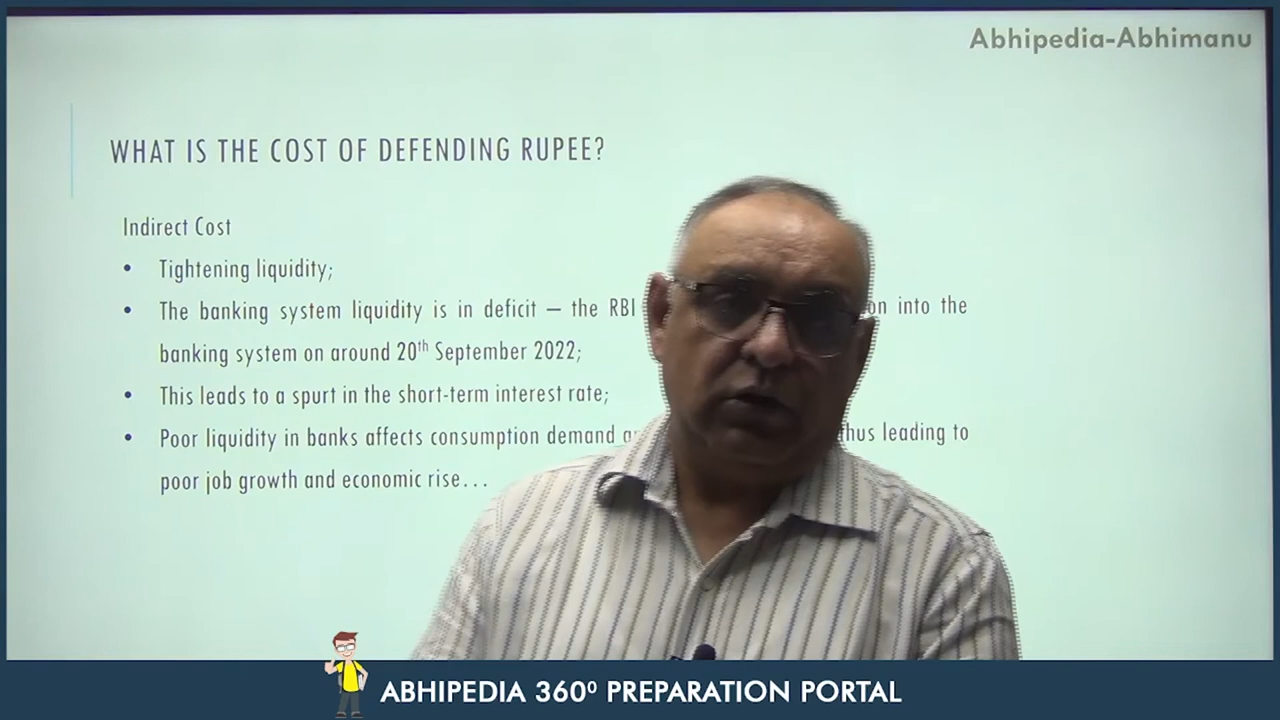 Abhipedia-Abhimanu
WHAT IS THE COST OF DEFENDING RUPEE?
Indirect Cost
• Tightening liquidity;
• The banking system liquidity is in deficit – the RBI into the
banking system on around 20th September 2022;
• This leads to a spurt in the short-term interest rate;
• Poor liquidity in banks affects consumption demand thus leading to
poor job growth and economic rise...
ABHIPEDIA 360⁰ PREPARATION PORTAL